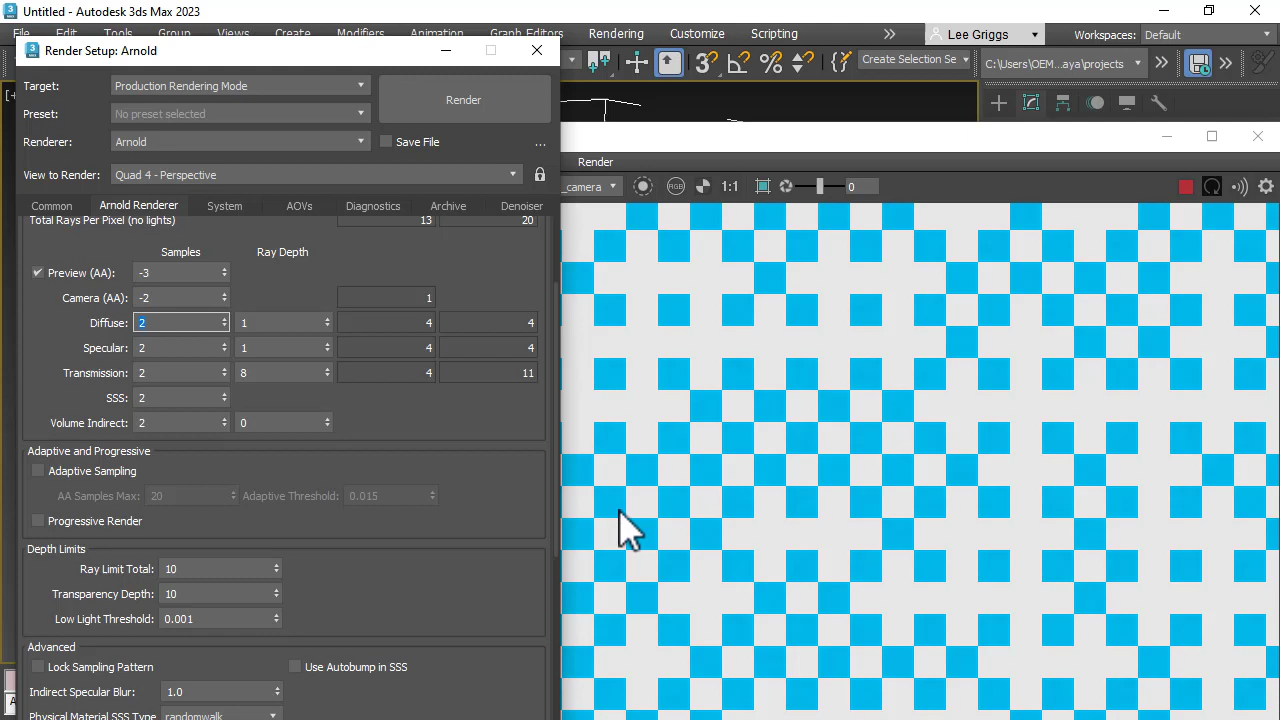 Untitled - Autodesk 3ds Max 2023
File Edit Tools Group Views Create Modifiers Animation Graph Editors Rendering Customize Scripting Lee Griggs Workspaces: Default
Render Setup: Arnold
Create Selection Se C:\Users\OEM...aya\projects
Target: Production Rendering Mode Render
Preset: No preset selected
Renderer: Arnold Save File ...
Render
View to Render: Quad 4 - Perspective
_camera RGB 1:1 0
Common Arnold Renderer System AOVs Diagnostics Archive Denoiser
Total Rays Per Pixel (no lights) 13 20
Samples Ray Depth
Preview (AA): -3
Camera (AA): -2 1
Diffuse: 2 1 4 4
Specular: 2 1 4 4
Transmission: 2 8 4 11
SSS: 2
Volume Indirect: 2 0
Adaptive and Progressive
Adaptive Sampling
AA Samples Max: 20 Adaptive Threshold: 0.015
Progressive Render
Depth Limits
Ray Limit Total: 10
Transparency Depth: 10
Low Light Threshold: 0.001
Advanced
Lock Sampling Pattern Use Autobump in SSS
Indirect Specular Blur: 1.0
Physical Material SSS Type randomwalk